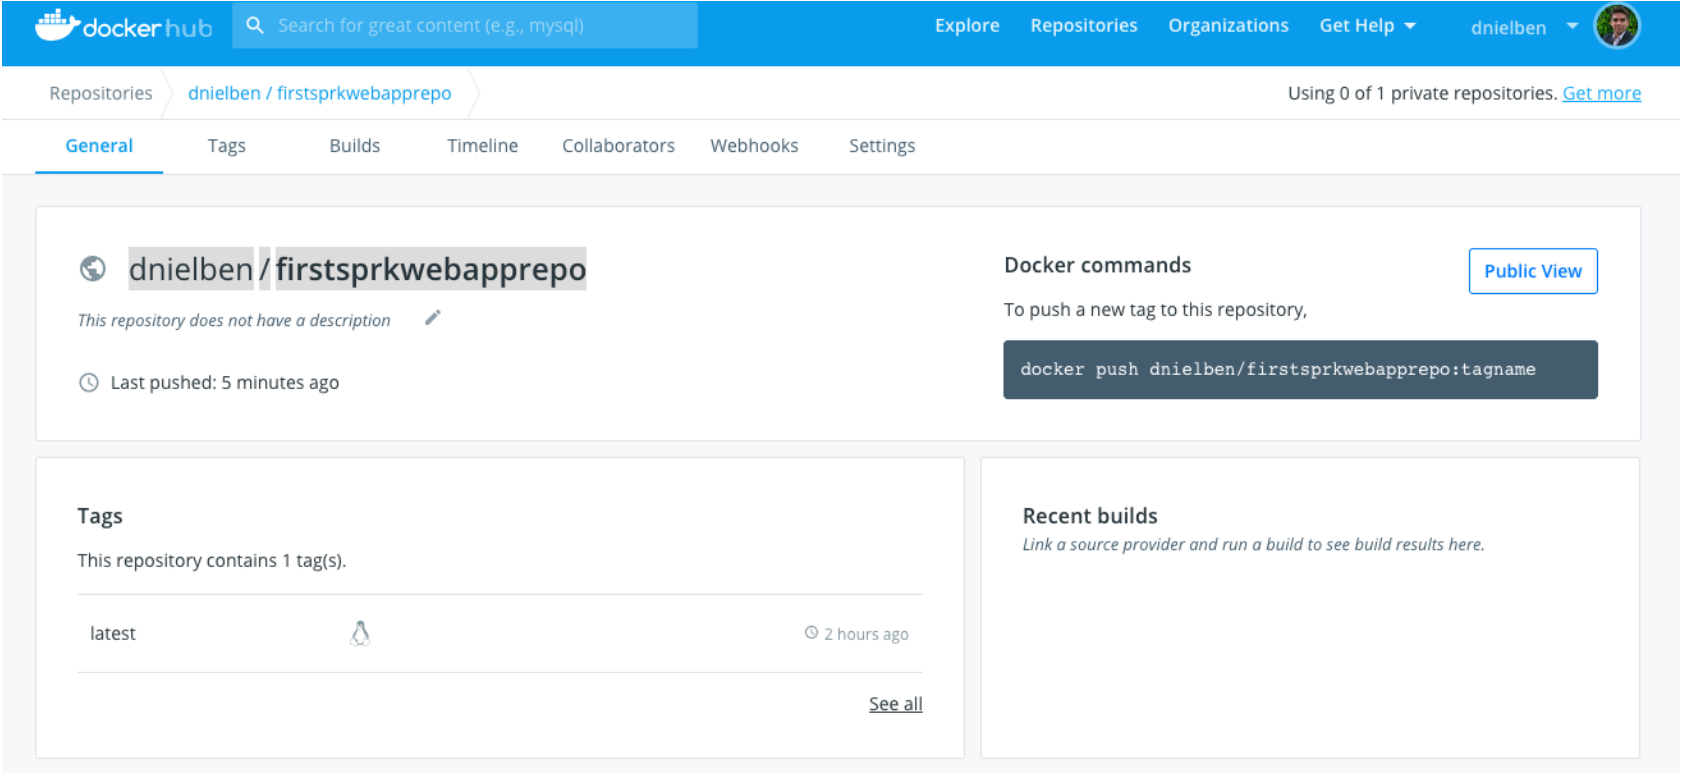 dockerhub
Search for great content (e.g., mysql)
Explore Repositories Organizations Get Help dnielben
Repositories dnielben / firstsprkwebapprepo Using 0 of 1 private repositories. Get more
General Tags Builds Timeline Collaborators Webhooks Settings
dnielben / firstsprkwebapprepo
This repository does not have a description
Last pushed: 5 minutes ago
Docker commands
Public View
To push a new tag to this repository,
docker push dnielben/firstsprkwebapprepo:tagname
Tags
This repository contains 1 tag(s).
latest 2 hours ago
See all
Recent builds
Link a source provider and run a build to see build results here.